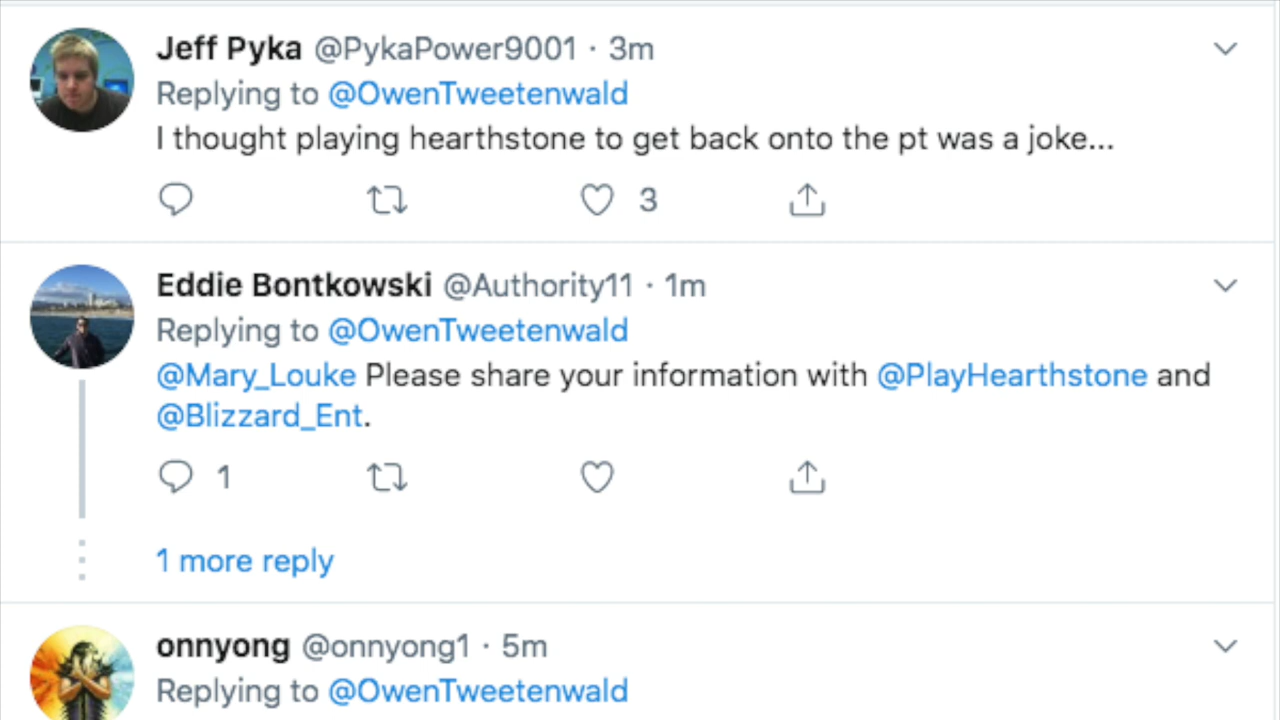 Jeff Pyka @PykaPower9001 · 3m
Replying to @OwenTweetenwald
I thought playing hearthstone to get back onto the pt was a joke...
3
Eddie Bontkowski @Authority11 · 1m
Replying to @OwenTweetenwald
@Mary_Louke Please share your information with @PlayHearthstone and
@Blizzard_Ent.
1
1 more reply
onnyong @onnyong1 · 5m
Replying to @OwenTweetenwald